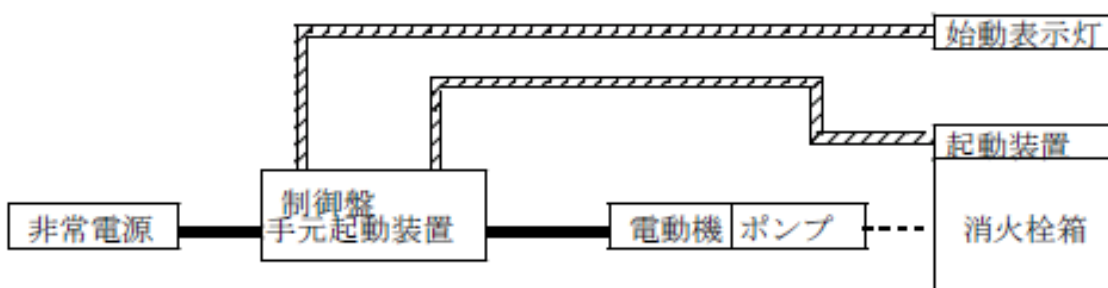 始動表示灯
起動装置
制御盤
非常電源
手元起動装置
電動機
ポンプ
消火栓箱